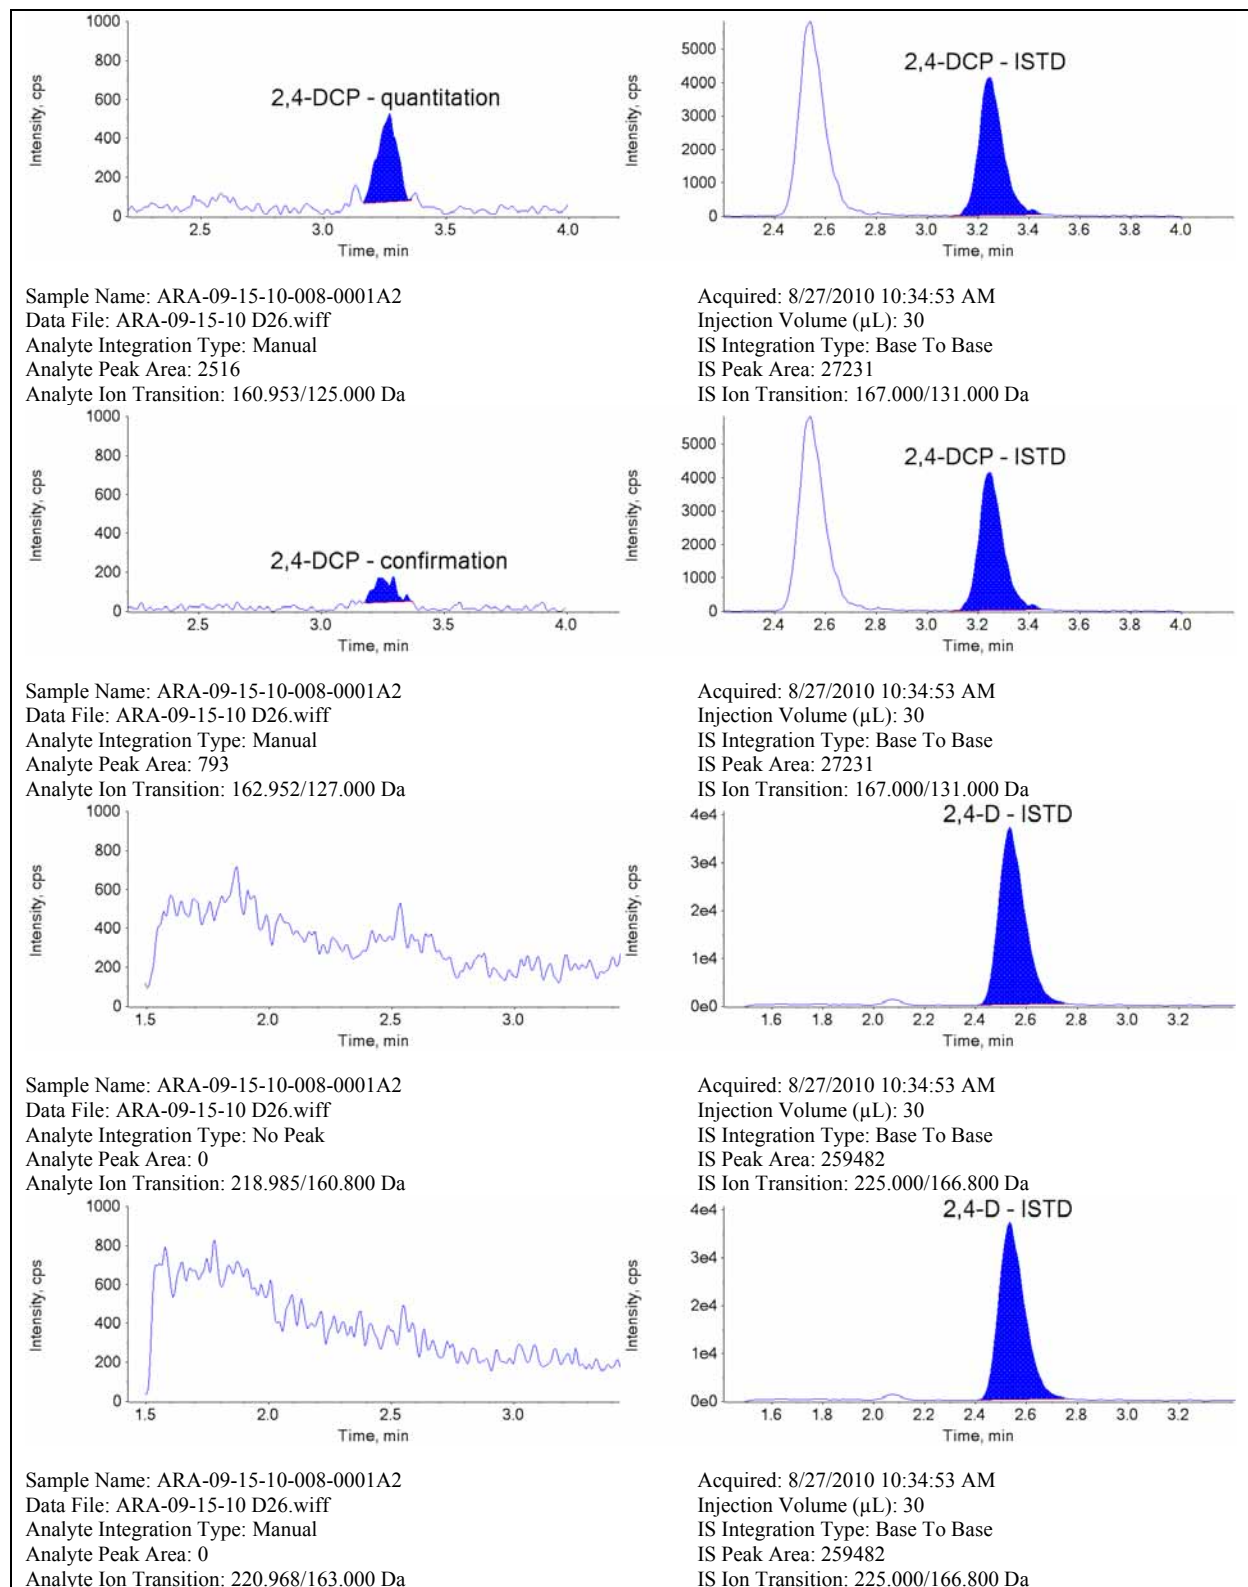 1000
800
600
400
200
0
Intensity, cps
2,4-DCP - quantitation
2.5 3.0 3.5 4.0
Time, min
5000
4000
3000
2000
1000
0
Intensity, cps
2,4-DCP - ISTD
2.4 2.6 2.8 3.0 3.2 3.4 3.6 3.8 4.0
Time, min
Sample Name: ARA-09-15-10-008-0001A2
Data File: ARA-09-15-10 D26.wiff
Analyte Integration Type: Manual
Analyte Peak Area: 2516
Analyte Ion Transition: 160.953/125.000 Da
Acquired: 8/27/2010 10:34:53 AM
Injection Volume (µL): 30
IS Integration Type: Base To Base
IS Peak Area: 27231
IS Ion Transition: 167.000/131.000 Da
1000
800
600
400
200
0
Intensity, cps
2,4-DCP - confirmation
2.5 3.0 3.5 4.0
Time, min
5000
4000
3000
2000
1000
0
Intensity, cps
2,4-DCP - ISTD
2.4 2.6 2.8 3.0 3.2 3.4 3.6 3.8 4.0
Time, min
Sample Name: ARA-09-15-10-008-0001A2
Data File: ARA-09-15-10 D26.wiff
Analyte Integration Type: Manual
Analyte Peak Area: 793
Analyte Ion Transition: 162.952/127.000 Da
Acquired: 8/27/2010 10:34:53 AM
Injection Volume (µL): 30
IS Integration Type: Base To Base
IS Peak Area: 27231
IS Ion Transition: 167.000/131.000 Da
1000
800
600
400
200
0
Intensity, cps
1.5 2.0 2.5 3.0
Time, min
4e4
3e4
2e4
1e4
0e0
Intensity, cps
2,4-D - ISTD
1.6 1.8 2.0 2.2 2.4 2.6 2.8 3.0 3.2
Time, min
Sample Name: ARA-09-15-10-008-0001A2
Data File: ARA-09-15-10 D26.wiff
Analyte Integration Type: No Peak
Analyte Peak Area: 0
Analyte Ion Transition: 218.985/160.800 Da
Acquired: 8/27/2010 10:34:53 AM
Injection Volume (µL): 30
IS Integration Type: Base To Base
IS Peak Area: 259482
IS Ion Transition: 225.000/166.800 Da
1000
800
600
400
200
0
Intensity, cps
1.5 2.0 2.5 3.0
Time, min
4e4
3e4
2e4
1e4
0e0
Intensity, cps
2,4-D - ISTD
1.6 1.8 2.0 2.2 2.4 2.6 2.8 3.0 3.2
Time, min
Sample Name: ARA-09-15-10-008-0001A2
Data File: ARA-09-15-10 D26.wiff
Analyte Integration Type: Manual
Analyte Peak Area: 0
Analyte Ion Transition: 220.968/163.000 Da
Acquired: 8/27/2010 10:34:53 AM
Injection Volume (µL): 30
IS Integration Type: Base To Base
IS Peak Area: 259482
IS Ion Transition: 225.000/166.800 Da